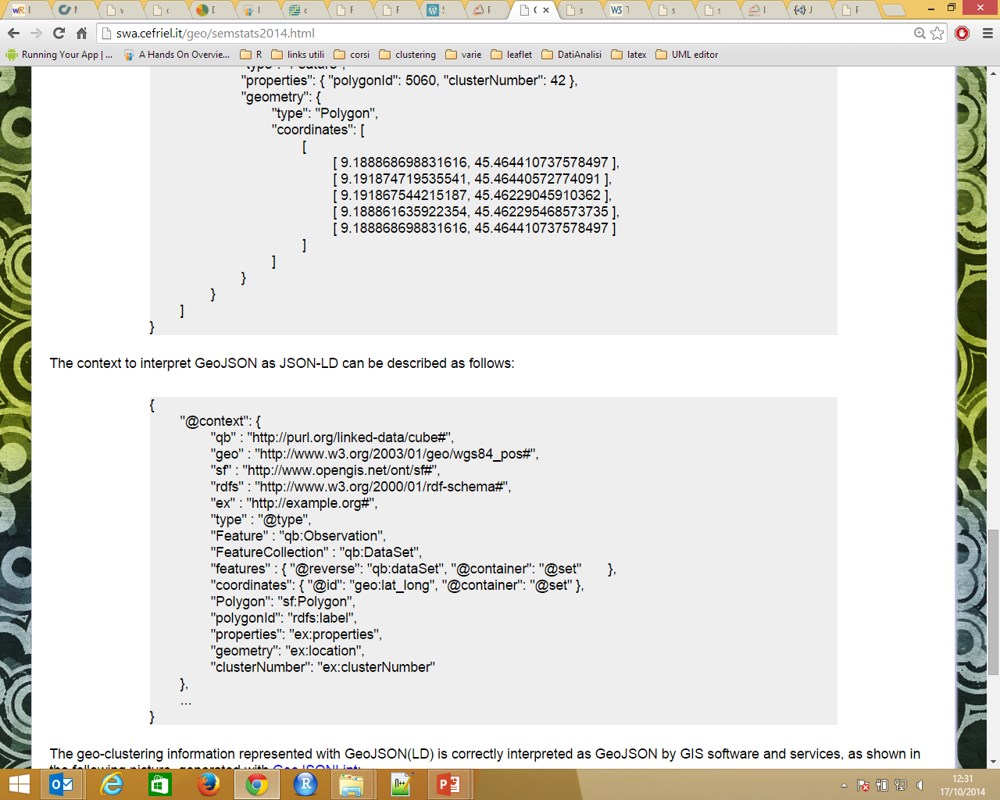 swa.cefriel.it/geo/semstats2014.html
Running Your App | ... A Hands On Overvie... R links utili corsi clustering varie leaflet DatiAnalisi latex UML editor
"properties": { "polygonId": 5060, "clusterNumber": 42 },
"geometry": {
"type": "Polygon",
"coordinates": [
[
[ 9.188868698831616, 45.464410737578497 ],
[ 9.191874719535541, 45.46440572774091 ],
[ 9.191867544215187, 45.46229045910362 ],
[ 9.188861635922354, 45.462295468573735 ],
[ 9.188868698831616, 45.464410737578497 ]
]
]
}
}
]
}
The context to interpret GeoJSON as JSON-LD can be described as follows:
{
"@context": {
"qb" : "http://purl.org/linked-data/cube#",
"geo" : "http://www.w3.org/2003/01/geo/wgs84_pos#",
"sf" : "http://www.opengis.net/ont/sf#",
"rdfs" : "http://www.w3.org/2000/01/rdf-schema#",
"ex" : "http://example.org#",
"type" : "@type",
"Feature" : "qb:Observation",
"FeatureCollection" : "qb:DataSet",
"features" : { "@reverse": "qb:dataSet", "@container": "@set" },
"coordinates": { "@id": "geo:lat_long", "@container": "@set" },
"Polygon": "sf:Polygon",
"polygonId": "rdfs:label",
"properties": "ex:properties",
"geometry": "ex:location",
"clusterNumber": "ex:clusterNumber"
},
...
}
The geo-clustering information represented with GeoJSON(LD) is correctly interpreted as GeoJSON by GIS software and services, as shown in
the following picture, generated with GeoJSONLint:
12:31
17/10/2014